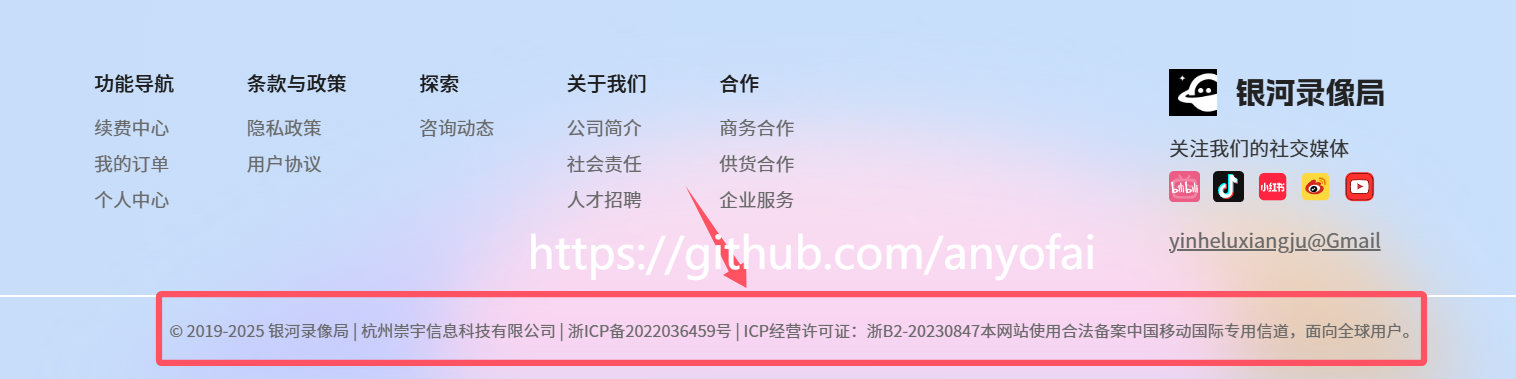 功能导航
续费中心
我的订单
个人中心
条款与政策
隐私政策
用户协议
探索
咨询动态
关于我们
公司简介
社会责任
人才招聘
合作
商务合作
供货合作
企业服务
银河录像局
关注我们的社交媒体
bilibili
小红书
yinheluxiangju@Gmail
https://github.com/anyofai
© 2019-2025 银河录像局 | 杭州崇宇信息科技有限公司 | 浙ICP备2022036459号 | ICP经营许可证：浙B2-20230847本网站使用合法备案中国移动国际专用信道，面向全球用户。